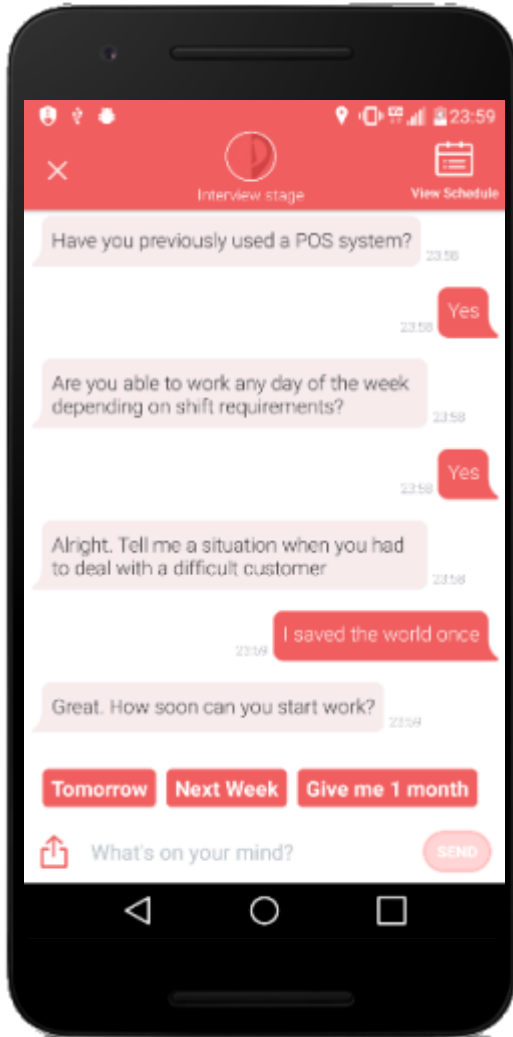 23:59
Interview stage
View Schedule
Have you previously used a POS system?
23:58
Yes
23:58
Are you able to work any day of the week
depending on shift requirements?
23:58
Yes
23:58
Alright. Tell me a situation when you had
to deal with a difficult customer
23:58
I saved the world once
23:59
Great. How soon can you start work?
23:59
Tomorrow Next Week Give me 1 month
What's on your mind? SEND